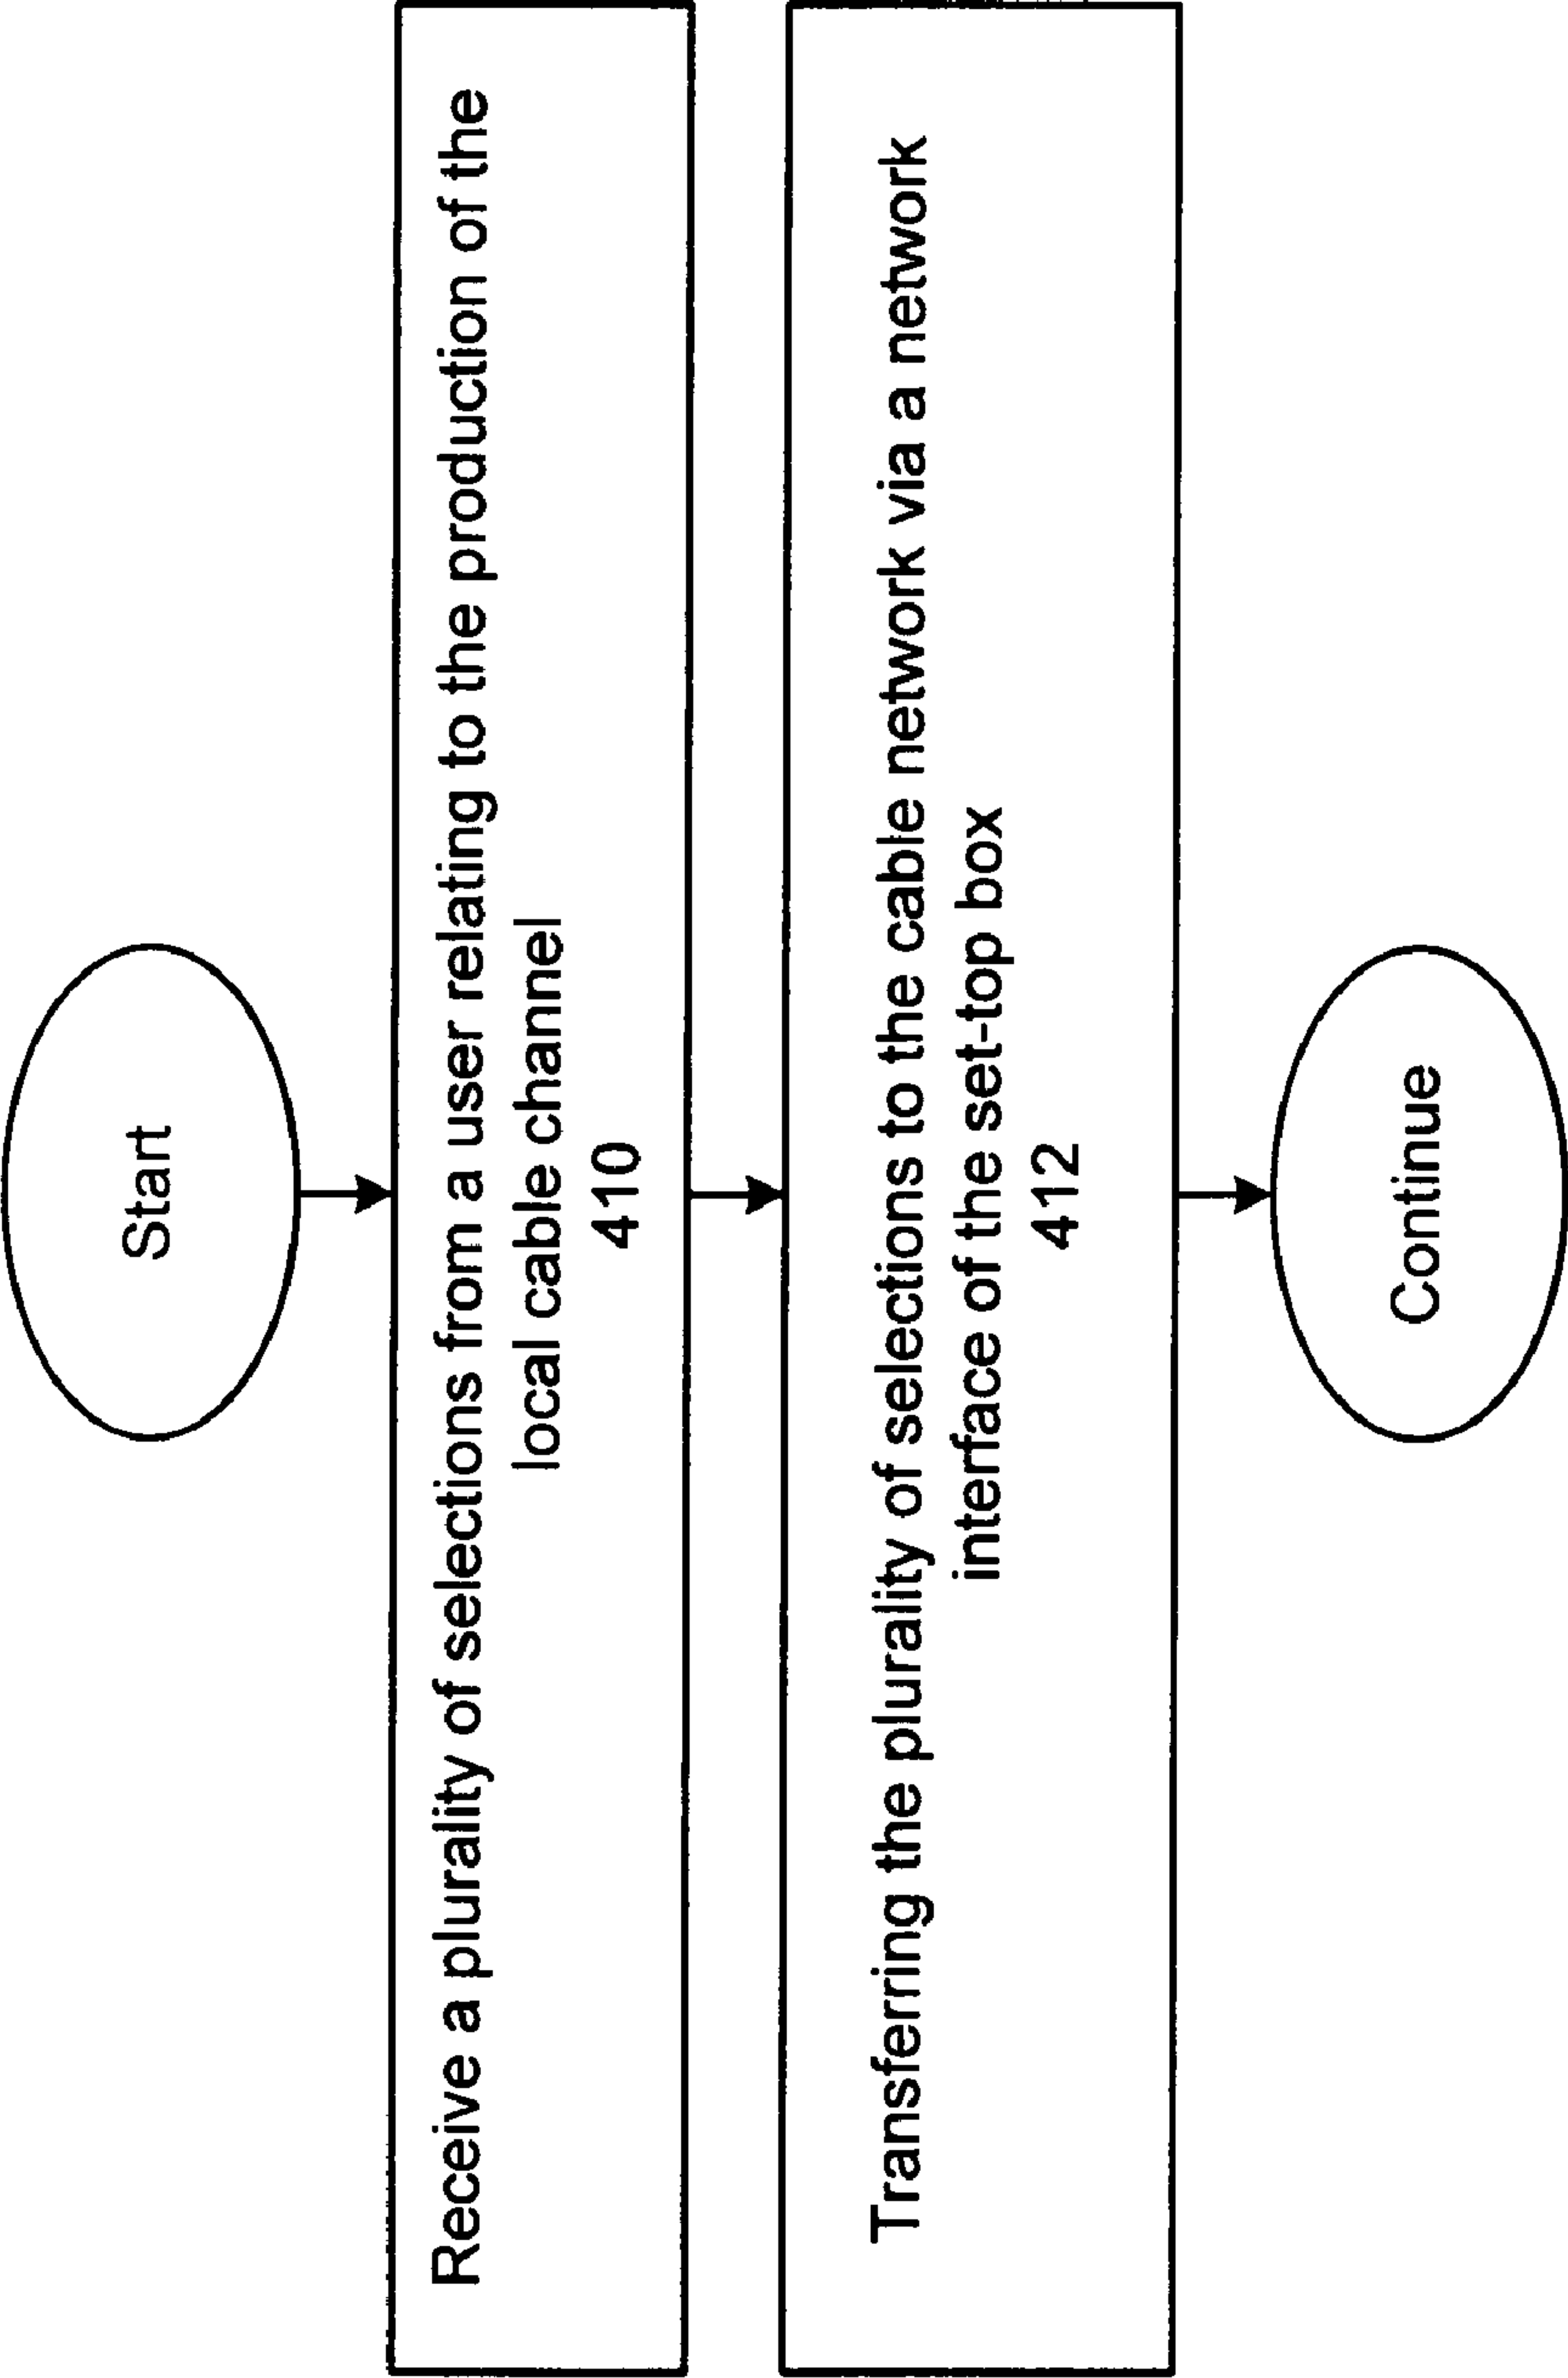 Start
Receive a plurality of selections from a user relating to the production of the
local cable channel
410
Transferring the plurality of selections to the cable network via a network
interface of the set-top box
412
Continue